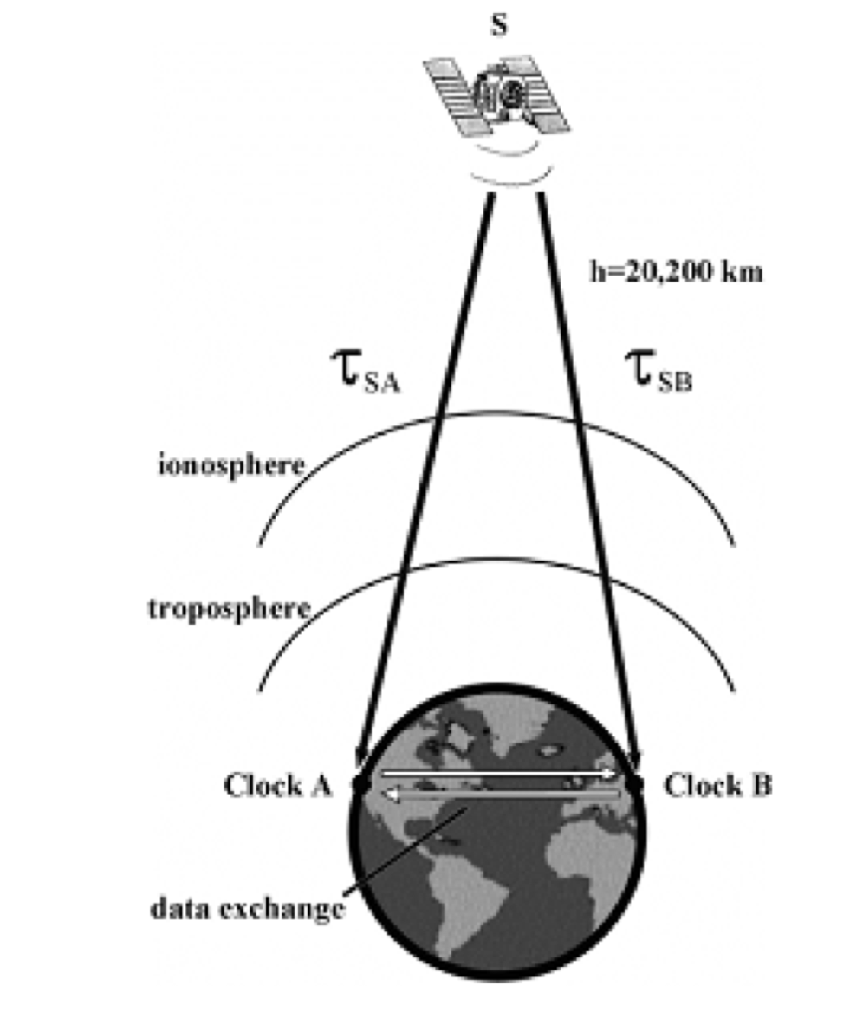 S
h=20,200 km
τSA
τSB
ionosphere
troposphere
Clock A
Clock B
data exchange